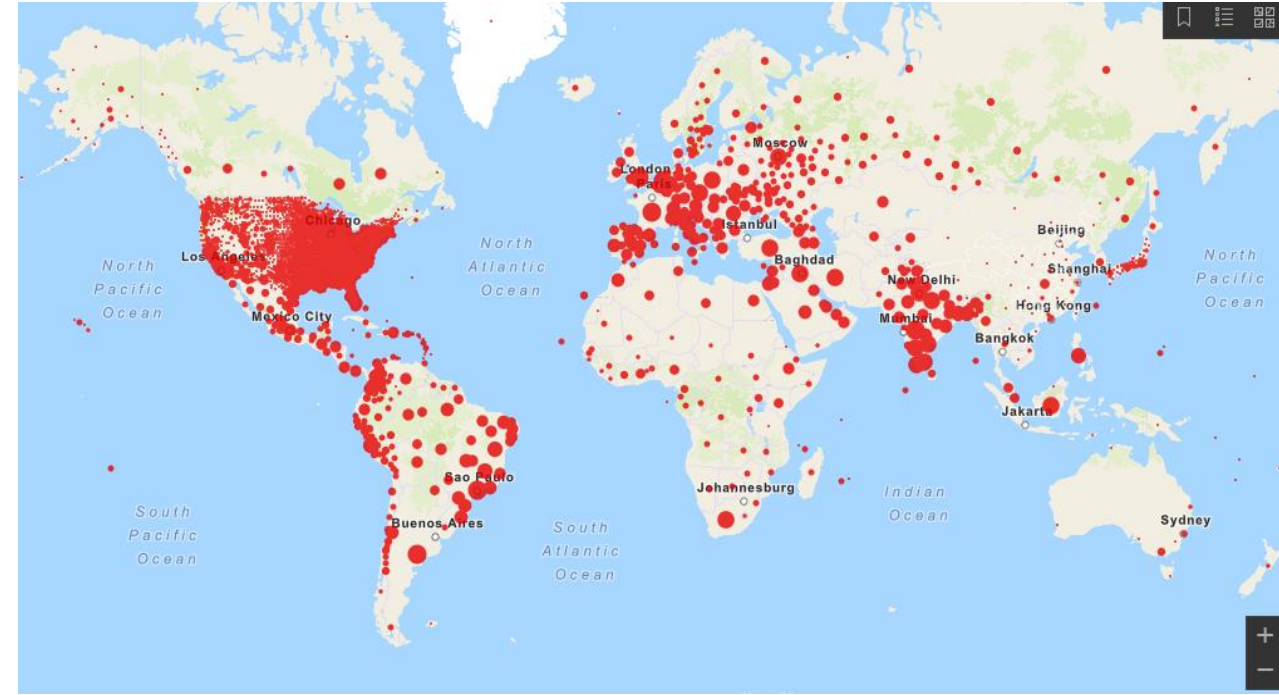 Moscow
London
Paris
Chicago
Istanbul
Beijing
North
Atlantic
Ocean
Los Angeles
North
Pacific
Ocean
Baghdad
Shanghai
North
Pacific
Ocean
New Delhi
Hong Kong
Mexico City
Mumbai
Bangkok
Jakarta
Sao Paulo
Johannesburg
Indian
Ocean
South
Pacific
Ocean
Buenos Aires
South
Atlantic
Ocean
Sydney
+
−